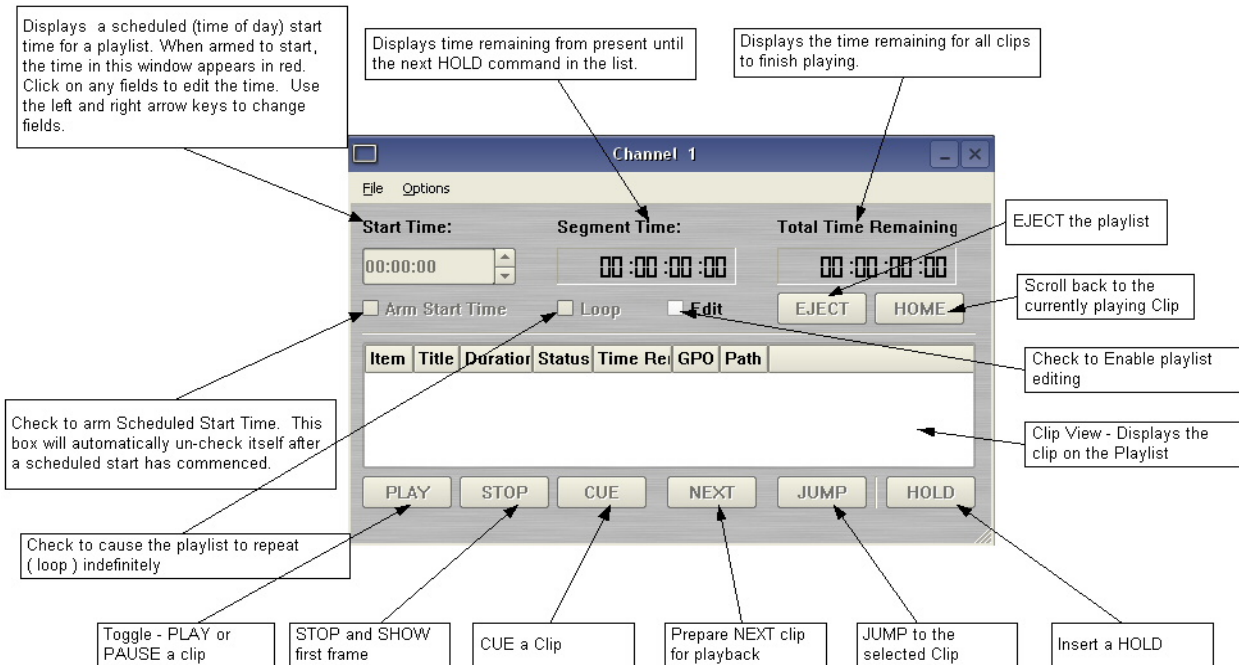 Displays a scheduled (time of day) start
time for a playlist. When armed to start,
the time in this window appears in red.
Click on any fields to edit the time. Use
the left and right arrow keys to change
fields.
Displays time remaining from present until
the next HOLD command in the list.
Displays the time remaining for all clips
to finish playing.
Channel 1
File Options
Start Time:
Segment Time:
Total Time Remaining
EJECT the playlist
00:00:00
00:00:00:00
00:00:00:00
Scroll back to the
currently playing Clip
Arm Start Time
Loop
Edit
EJECT
HOME
Item Title Duration Status Time Rei GPO Path
Check to Enable playlist
editing
Check to arm Scheduled Start Time. This
box will automatically un-check itself after
a scheduled start has commenced.
Clip View - Displays the
clip on the Playlist
PLAY
STOP
CUE
NEXT
JUMP
HOLD
Check to cause the playlist to repeat
( loop ) indefinitely
Toggle - PLAY or
PAUSE a clip
STOP and SHOW
first frame
CUE a Clip
Prepare NEXT clip
for playback
JUMP to the
selected Clip
Insert a HOLD